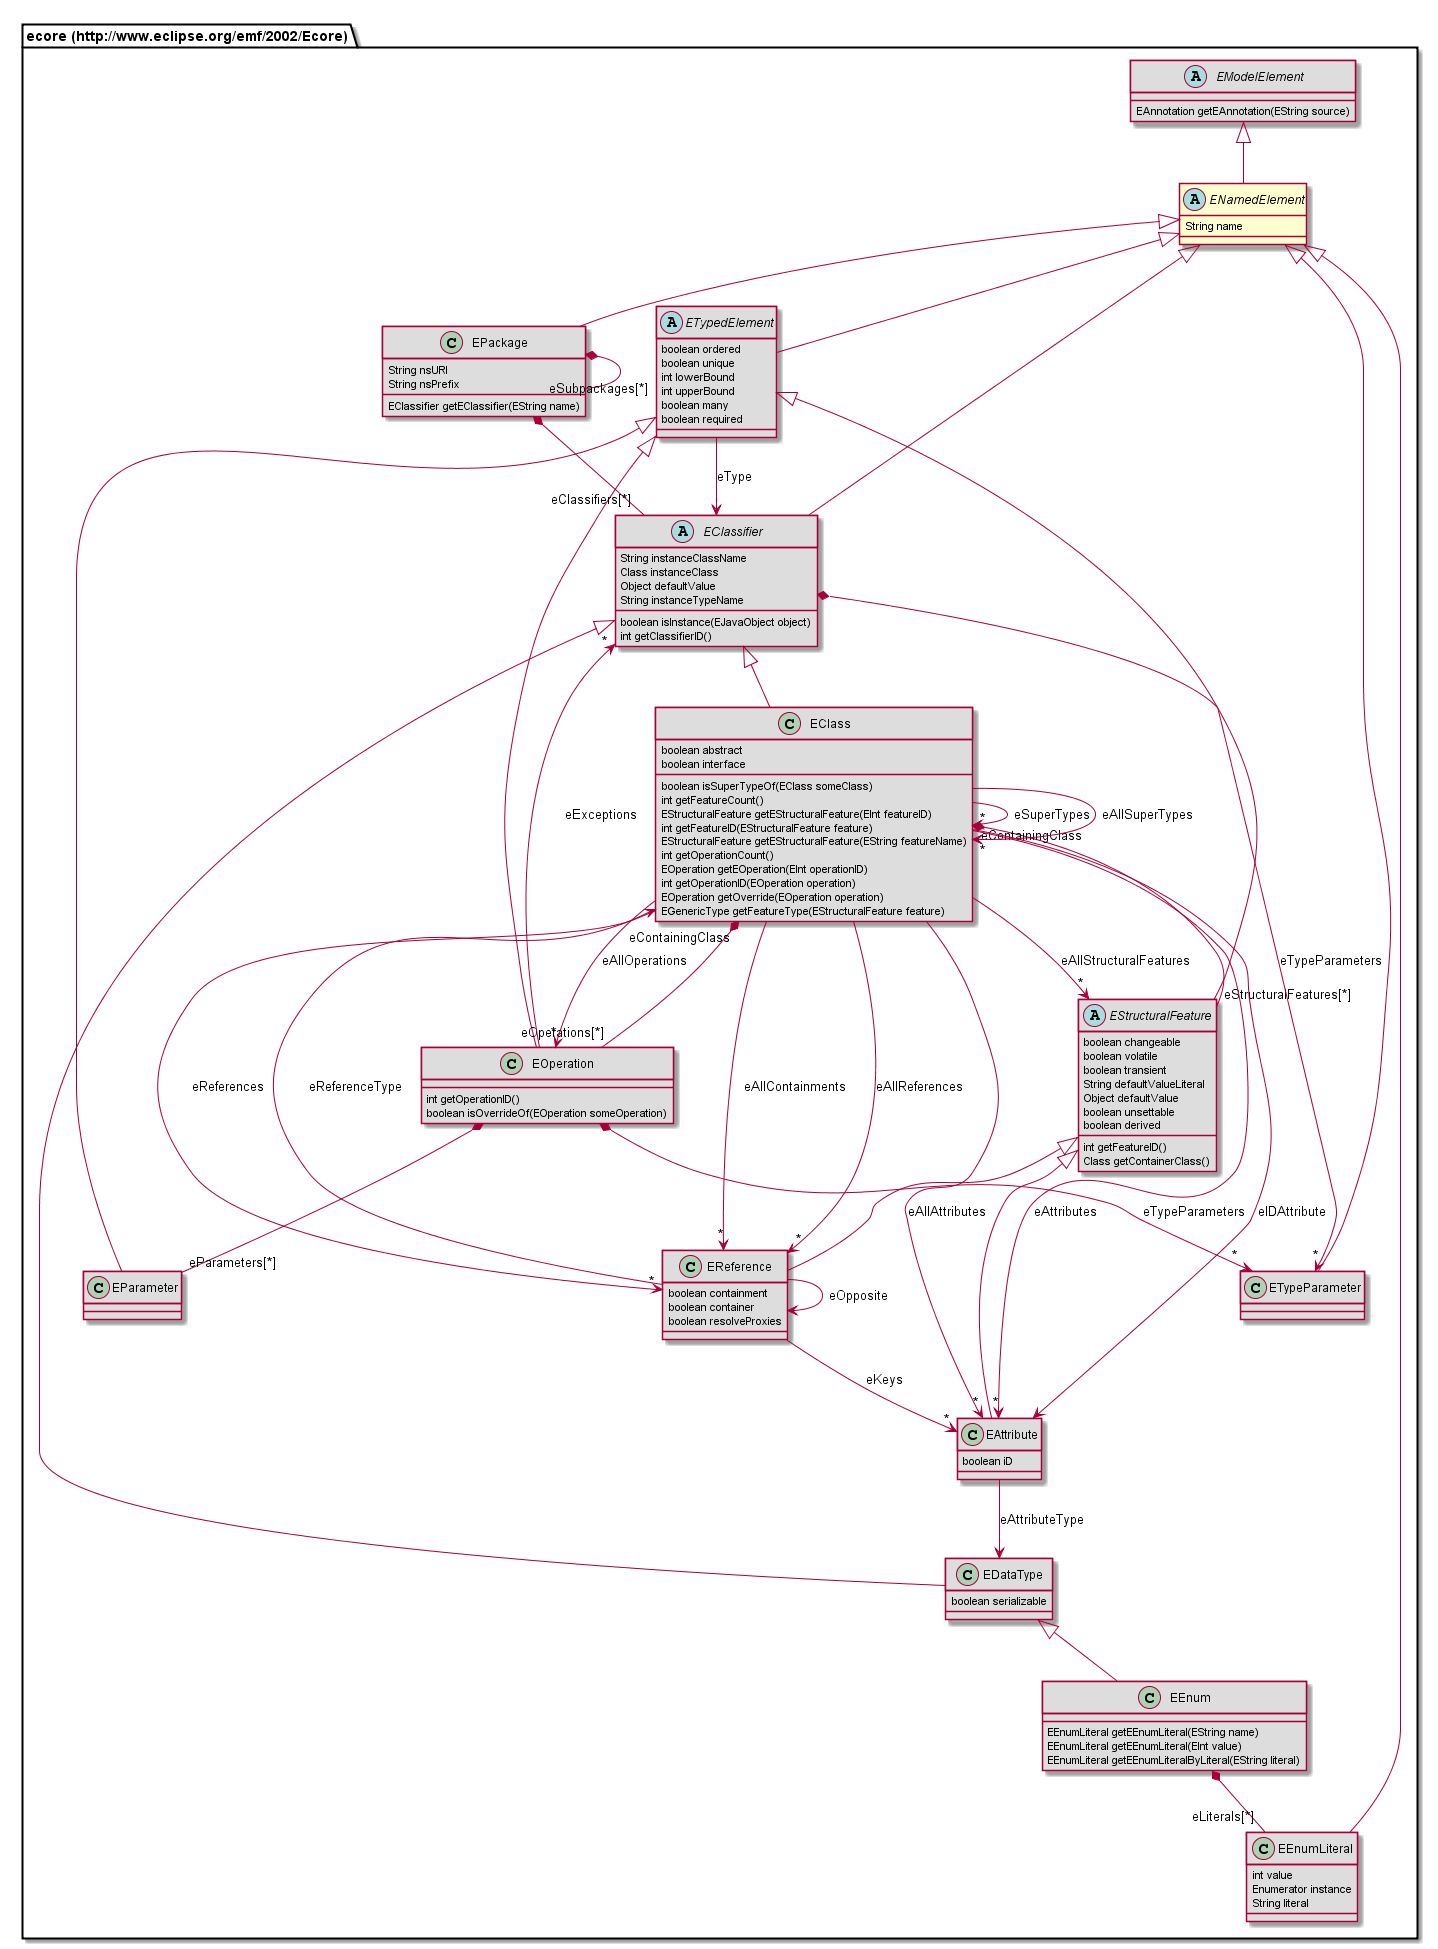 ecore (http://www.eclipse.org/emf/2002/Ecore)
A EModelElement
EAnnotation getEAnnotation(EString source)
A ENamedElement
String name
A ETypedElement
boolean ordered
boolean unique
int lowerBound
int upperBound
boolean many
boolean required
C EPackage
String nsURI
String nsPrefix
EClassifier getEClassifier(EString name)
eSubpackages[*]
eType
eClassifiers[*]
A EClassifier
String instanceClassName
Class instanceClass
Object defaultValue
String instanceTypeName
boolean isInstance(EJavaObject object)
int getClassifierID()
*
C EClass
boolean abstract
boolean interface
boolean isSuperTypeOf(EClass someClass)
int getFeatureCount()
EStructuralFeature getEStructuralFeature(EInt featureID)
int getFeatureID(EStructuralFeature feature)
EStructuralFeature getEStructuralFeature(EString featureName)
int getOperationCount()
EOperation getEOperation(EInt operationID)
int getOperationID(EOperation operation)
EOperation getOverride(EOperation operation)
EGenericType getFeatureType(EStructuralFeature feature)
eExceptions
*
eSuperTypes
eAllSuperTypes
eContainingClass
*
eContainingClass
eAllOperations
eAllStructuralFeatures
eTypeParameters
*
eStructuralFeatures[*]
eOperations[*]
*
A EStructuralFeature
boolean changeable
boolean volatile
boolean transient
String defaultValueLiteral
Object defaultValue
boolean unsettable
boolean derived
int getFeatureID()
Class getContainerClass()
C EOperation
int getOperationID()
boolean isOverrideOf(EOperation someOperation)
eReferences
eReferenceType
eAllContainments
eAllReferences
eAllAttributes
eAttributes
eTypeParameters
eIDAttribute
*
*
*
*
eParameters[*]
*
C EParameter
C EReference
boolean containment
boolean container
boolean resolveProxies
eOpposite
C ETypeParameter
eKeys
*
*
*
C EAttribute
boolean iD
eAttributeType
C EDataType
boolean serializable
C EEnum
EEnumLiteral getEEnumLiteral(EString name)
EEnumLiteral getEEnumLiteral(EInt value)
EEnumLiteral getEEnumLiteralByLiteral(EString literal)
eLiterals[*]
C EEnumLiteral
int value
Enumerator instance
String literal